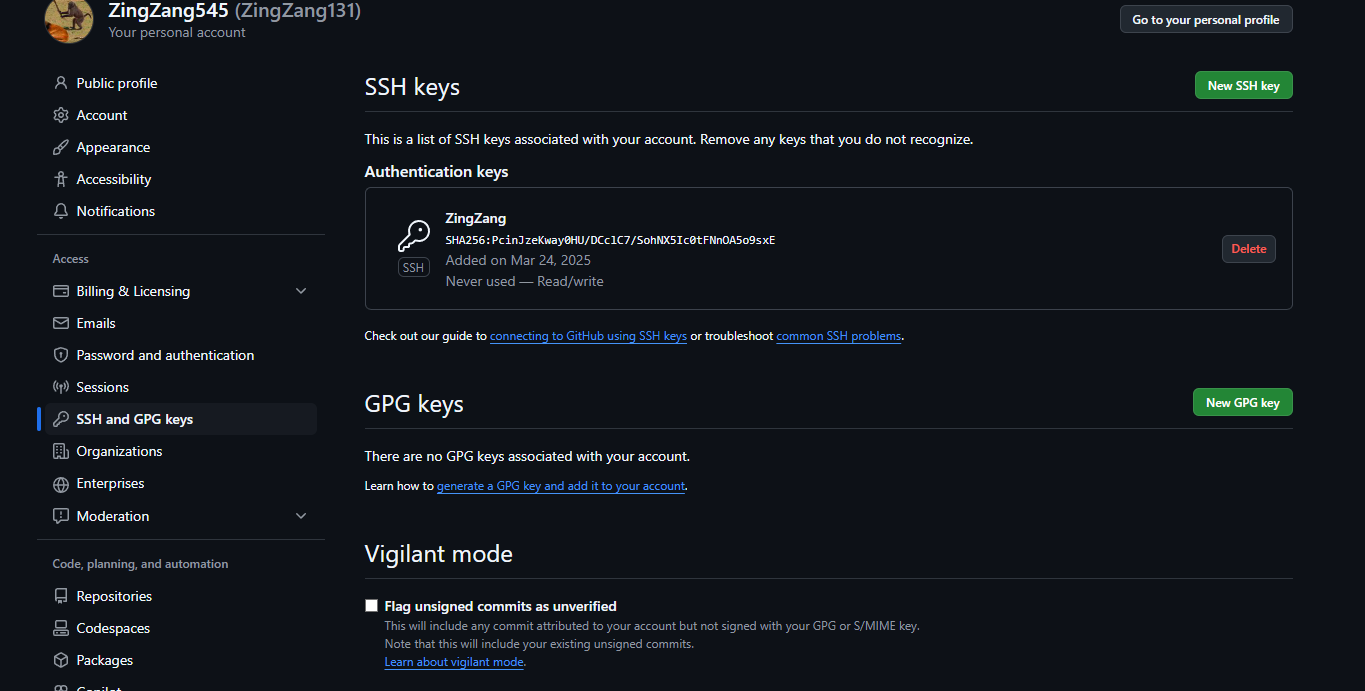 ZingZang545 (ZingZang131)
Your personal account
Go to your personal profile
Public profile
Account
Appearance
Accessibility
Notifications
Access
Billing & Licensing
Emails
Password and authentication
Sessions
SSH and GPG keys
Organizations
Enterprises
Moderation
Code, planning, and automation
Repositories
Codespaces
Packages
Copilot
SSH keys
New SSH key
This is a list of SSH keys associated with your account. Remove any keys that you do not recognize.
Authentication keys
ZingZang
SHA256:PcinJzeKway0HU/DCclC7/SohNX5Ic0tFNnOA5o9sxE
SSH
Added on Mar 24, 2025
Never used — Read/write
Delete
Check out our guide to connecting to GitHub using SSH keys or troubleshoot common SSH problems.
GPG keys
New GPG key
There are no GPG keys associated with your account.
Learn how to generate a GPG key and add it to your account.
Vigilant mode
Flag unsigned commits as unverified
This will include any commit attributed to your account but not signed with your GPG or S/MIME key.
Note that this will include your existing unsigned commits.
Learn about vigilant mode.